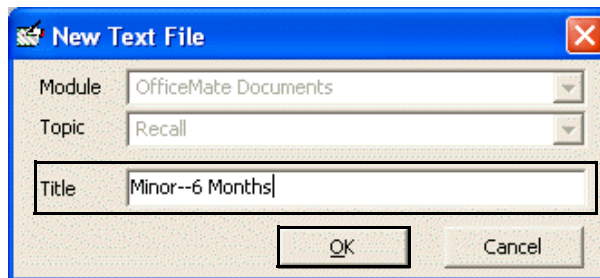 New Text File
Module OfficeMate Documents
Topic Recall
Title Minor--6 Months
OK Cancel